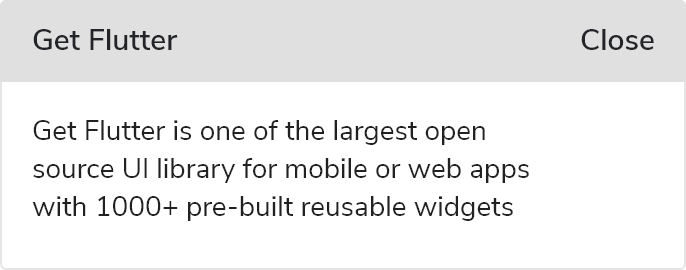 Get Flutter
Close
Get Flutter is one of the largest open
source UI library for mobile or web apps
with 1000+ pre-built reusable widgets